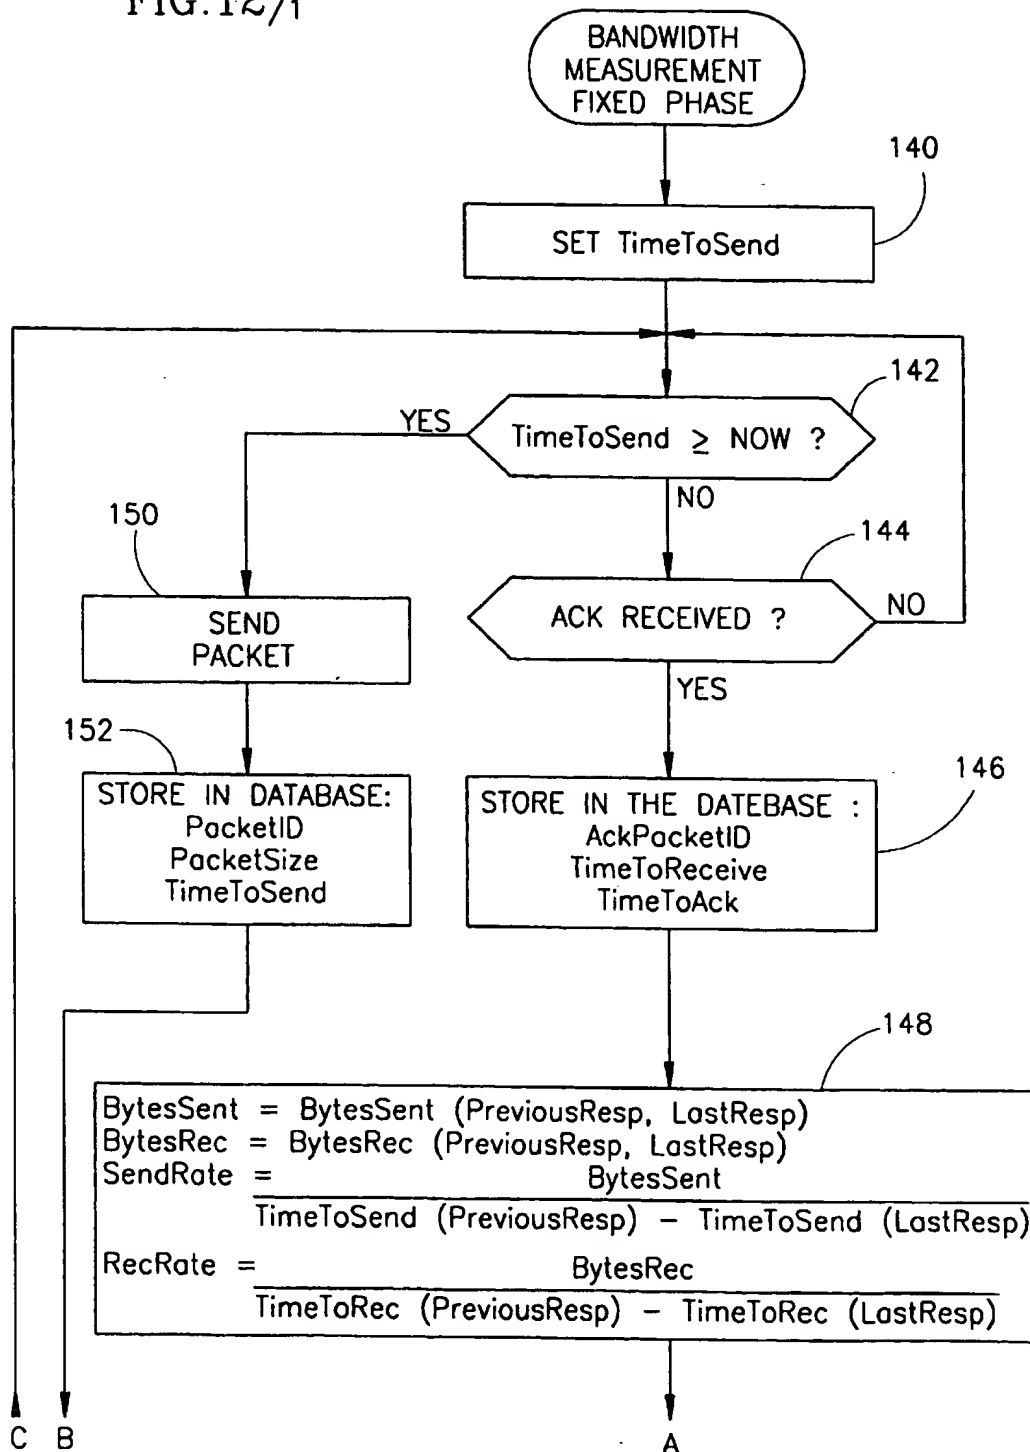 FIG.12/1
BANDWIDTH
MEASUREMENT
FIXED PHASE
140
SET TimeToSend
142
YES
TimeToSend ≥ NOW ?
NO
150
144
SEND
PACKET
ACK RECEIVED ?
NO
YES
152
146
STORE IN DATABASE:
PacketID
PacketSize
TimeToSend
STORE IN THE DATEBASE :
AckPacketID
TimeToReceive
TimeToAck
148
BytesSent = BytesSent (PreviousResp, LastResp)
BytesRec = BytesRec (PreviousResp, LastResp)
SendRate = BytesSent
TimeToSend (PreviousResp) - TimeToSend (LastResp)
RecRate = BytesRec
TimeToRec (PreviousResp) - TimeToRec (LastResp)
C B A